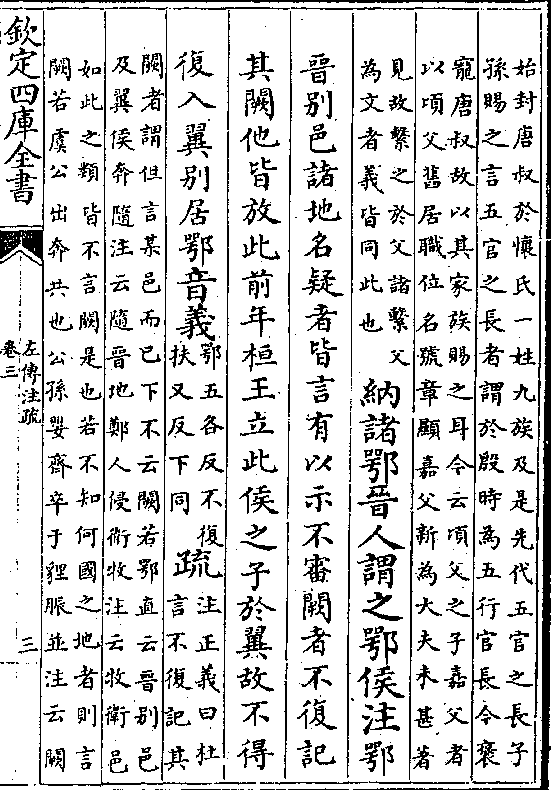 始封唐叔於懷氏一姓九族及是先代五官之長子
孫賜之言五官之長者謂於殷時為五行官長今褒
寵唐叔故以其家族賜之耳今云頃父之子嘉父者
以頃父舊居職位名號章顯嘉父新為大夫未甚著
見故繫之於父諸繫父
為文者義皆同此也
納諸鄂晉人謂之鄂侯注鄂
晉別邑諸地名疑者皆言有以示不審闕者不復記
其闕他皆放此前年桓王立此侯之子於翼故不得
復入翼別居鄂音義
鄂五各反不復
扶又反下同
疏
注正義曰杜
言不復記其
闕者謂但言某邑而已下不云闕若鄂直云晉別邑
及翼侯奔隨注云隨晉地鄭人侵衛牧注云牧衛邑
如此之類皆不言闕是也若不知何國之地者則言
闕若虞公出奔共也公孫嬰齊卒于貍脤並注云闕
欽定四庫全書
左傳注疏
卷三
三